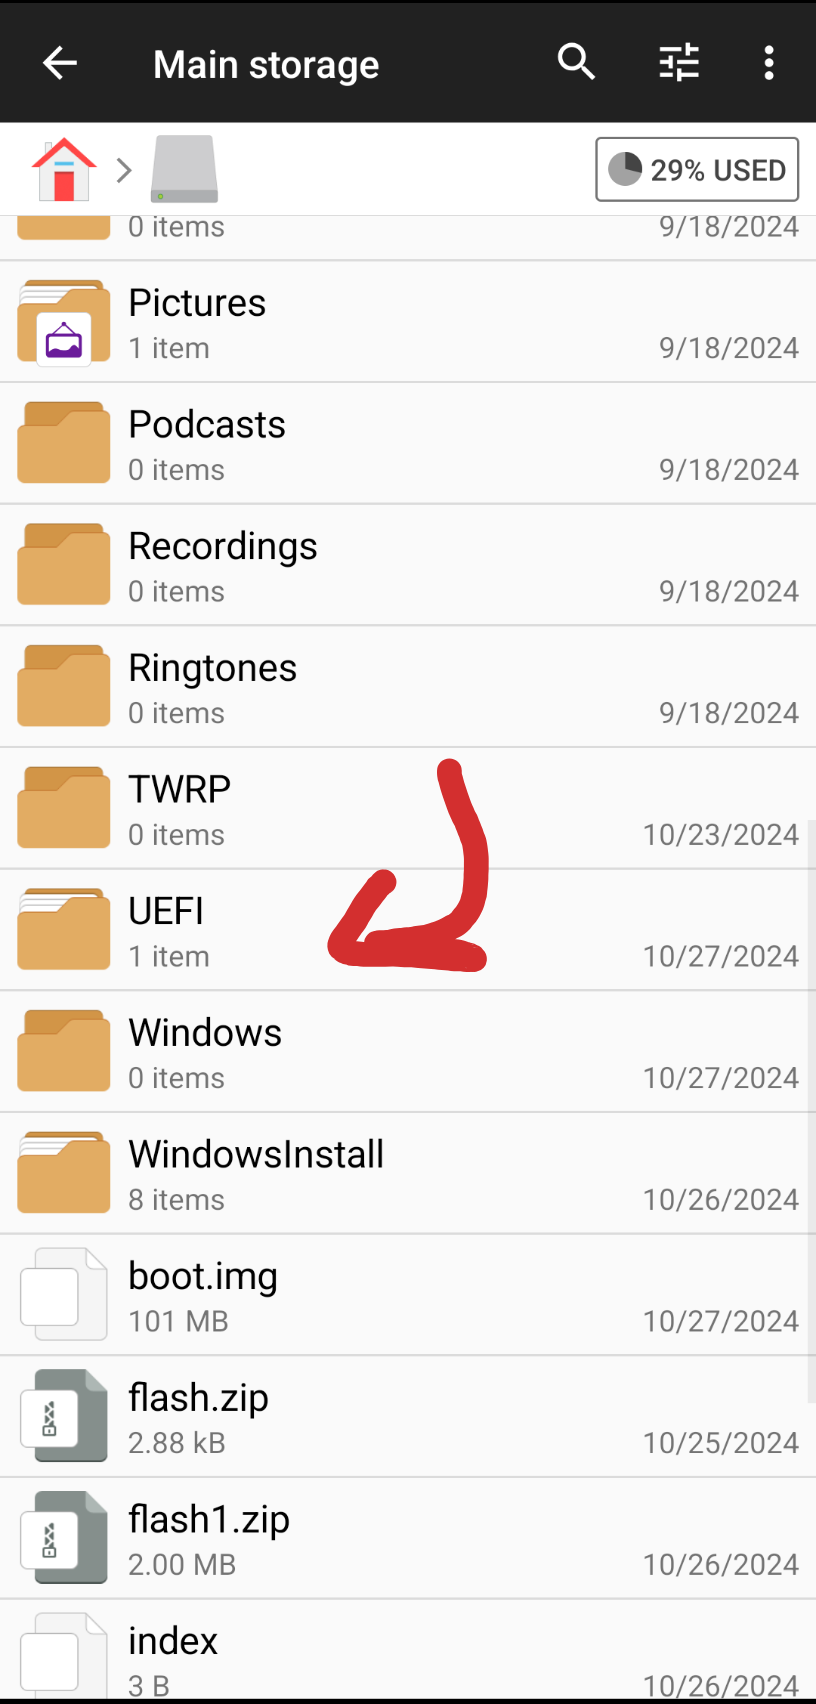 Main storage
29% USED
0 items 9/18/2024
Pictures
1 item 9/18/2024
Podcasts
0 items 9/18/2024
Recordings
0 items 9/18/2024
Ringtones
0 items 9/18/2024
TWRP
0 items 10/23/2024
UEFI
1 item 10/27/2024
Windows
0 items 10/27/2024
WindowsInstall
8 items 10/26/2024
boot.img
101 MB 10/27/2024
flash.zip
2.88 kB 10/25/2024
flash1.zip
2.00 MB 10/26/2024
index
3 B 10/26/2024